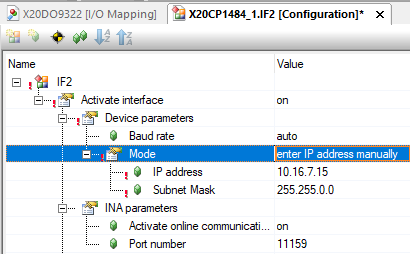 X20DO9322 [I/O Mapping]
X20CP1484_1.IF2 [Configuration]*
Name Value
IF2
Activate interface on
Device parameters
Baud rate auto
Mode enter IP address manually
IP address 10.16.7.15
Subnet Mask 255.255.0.0
INA parameters
Activate online communicati... on
Port number 11159